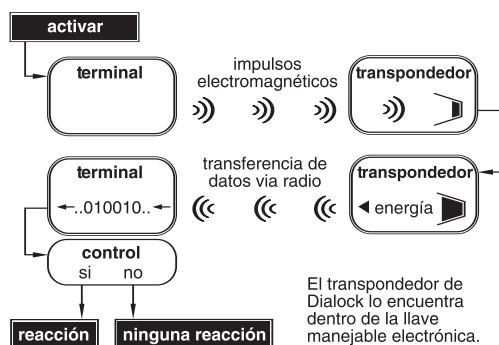 activar
terminal
impulsos
electromagnéticos
transpondedor
terminal
..010010..
transferencia de
datos via radio
transpondedor
energía
control
si no
reacción
ninguna reacción
El transpondedor de
Dialock lo encuentra
dentro de la llave
manejable electrónica.